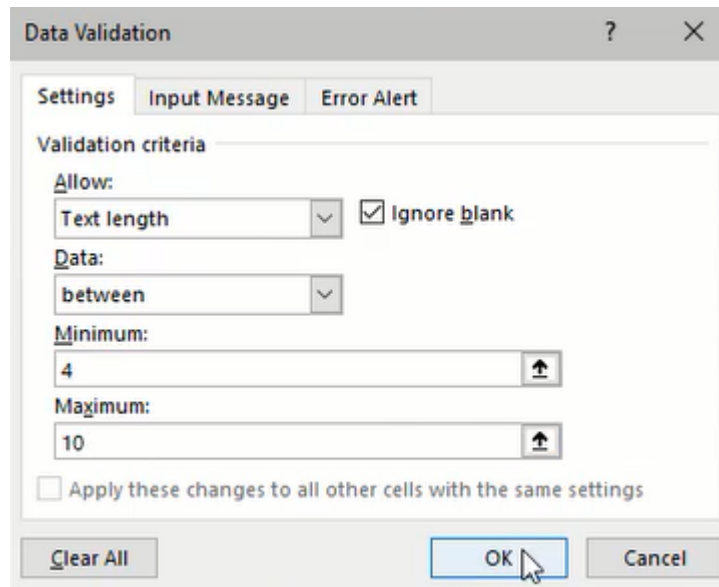 Data Validation ? ×
Settings Input Message Error Alert
Validation criteria
Allow:
Text length Ignore blank
Data:
between
Minimum:
4
Maximum:
10
Apply these changes to all other cells with the same settings
Clear All OK Cancel